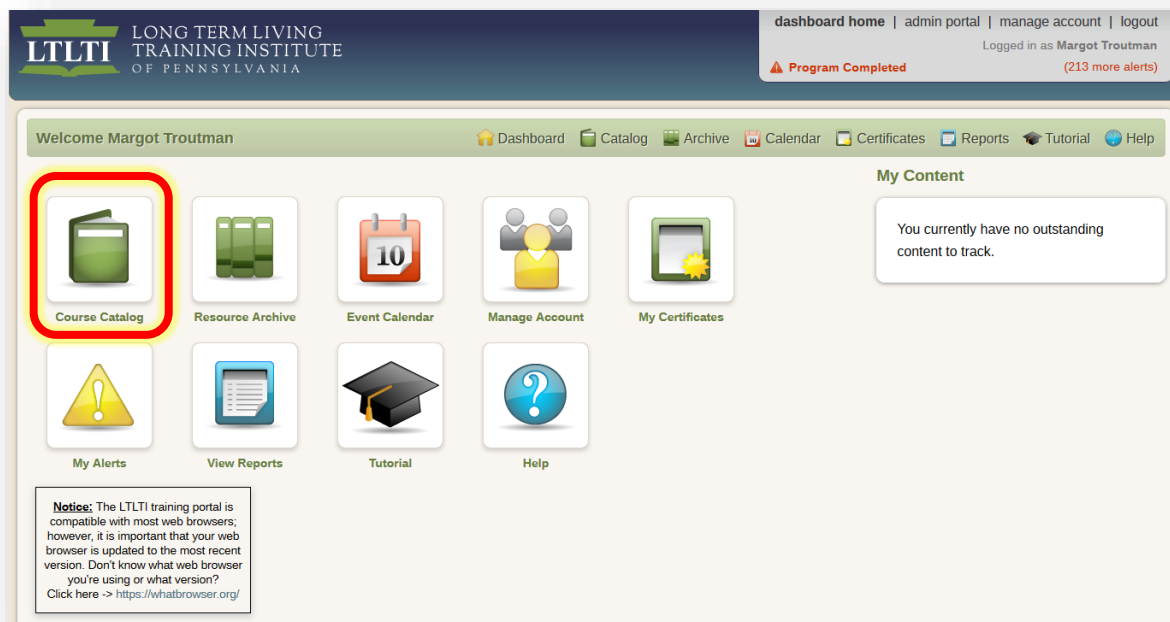 LTLTI
LONG TERM LIVING
TRAINING INSTITUTE
OF PENNSYLVANIA
dashboard home | admin portal | manage account | logout
Logged in as Margot Troutman
Program Completed (213 more alerts)
Welcome Margot Troutman
Dashboard Catalog Archive 10 Calendar Certificates Reports Tutorial Help
My Content
You currently have no outstanding
content to track.
10
Course Catalog Resource Archive Event Calendar Manage Account My Certificates
My Alerts View Reports Tutorial Help
Notice: The LTLTI training portal is
compatible with most web browsers;
however, it is important that your web
browser is updated to the most recent
version. Don't know what web browser
you're using or what version?
Click here -> https://whatbrowser.org/